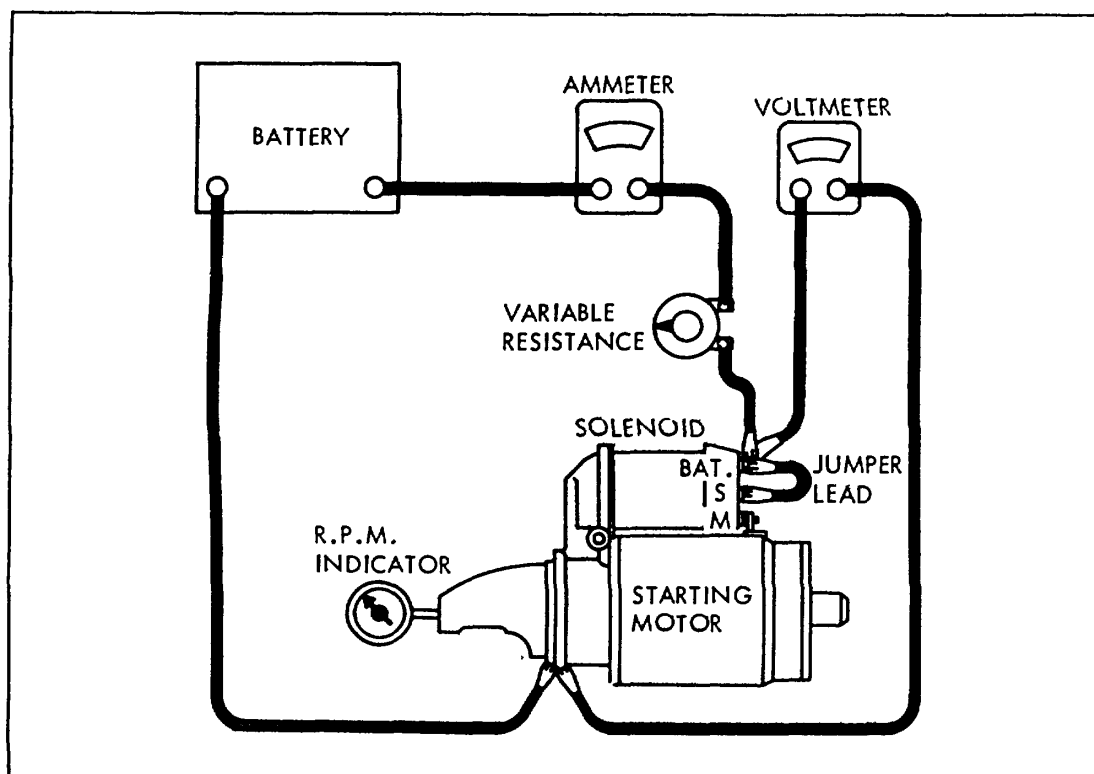 BATTERY
AMMETER
VOLTMETER
VARIABLE
RESISTANCE
SOLENOID
BAT.
S
M
JUMPER
LEAD
R.P.M.
INDICATOR
STARTING
MOTOR